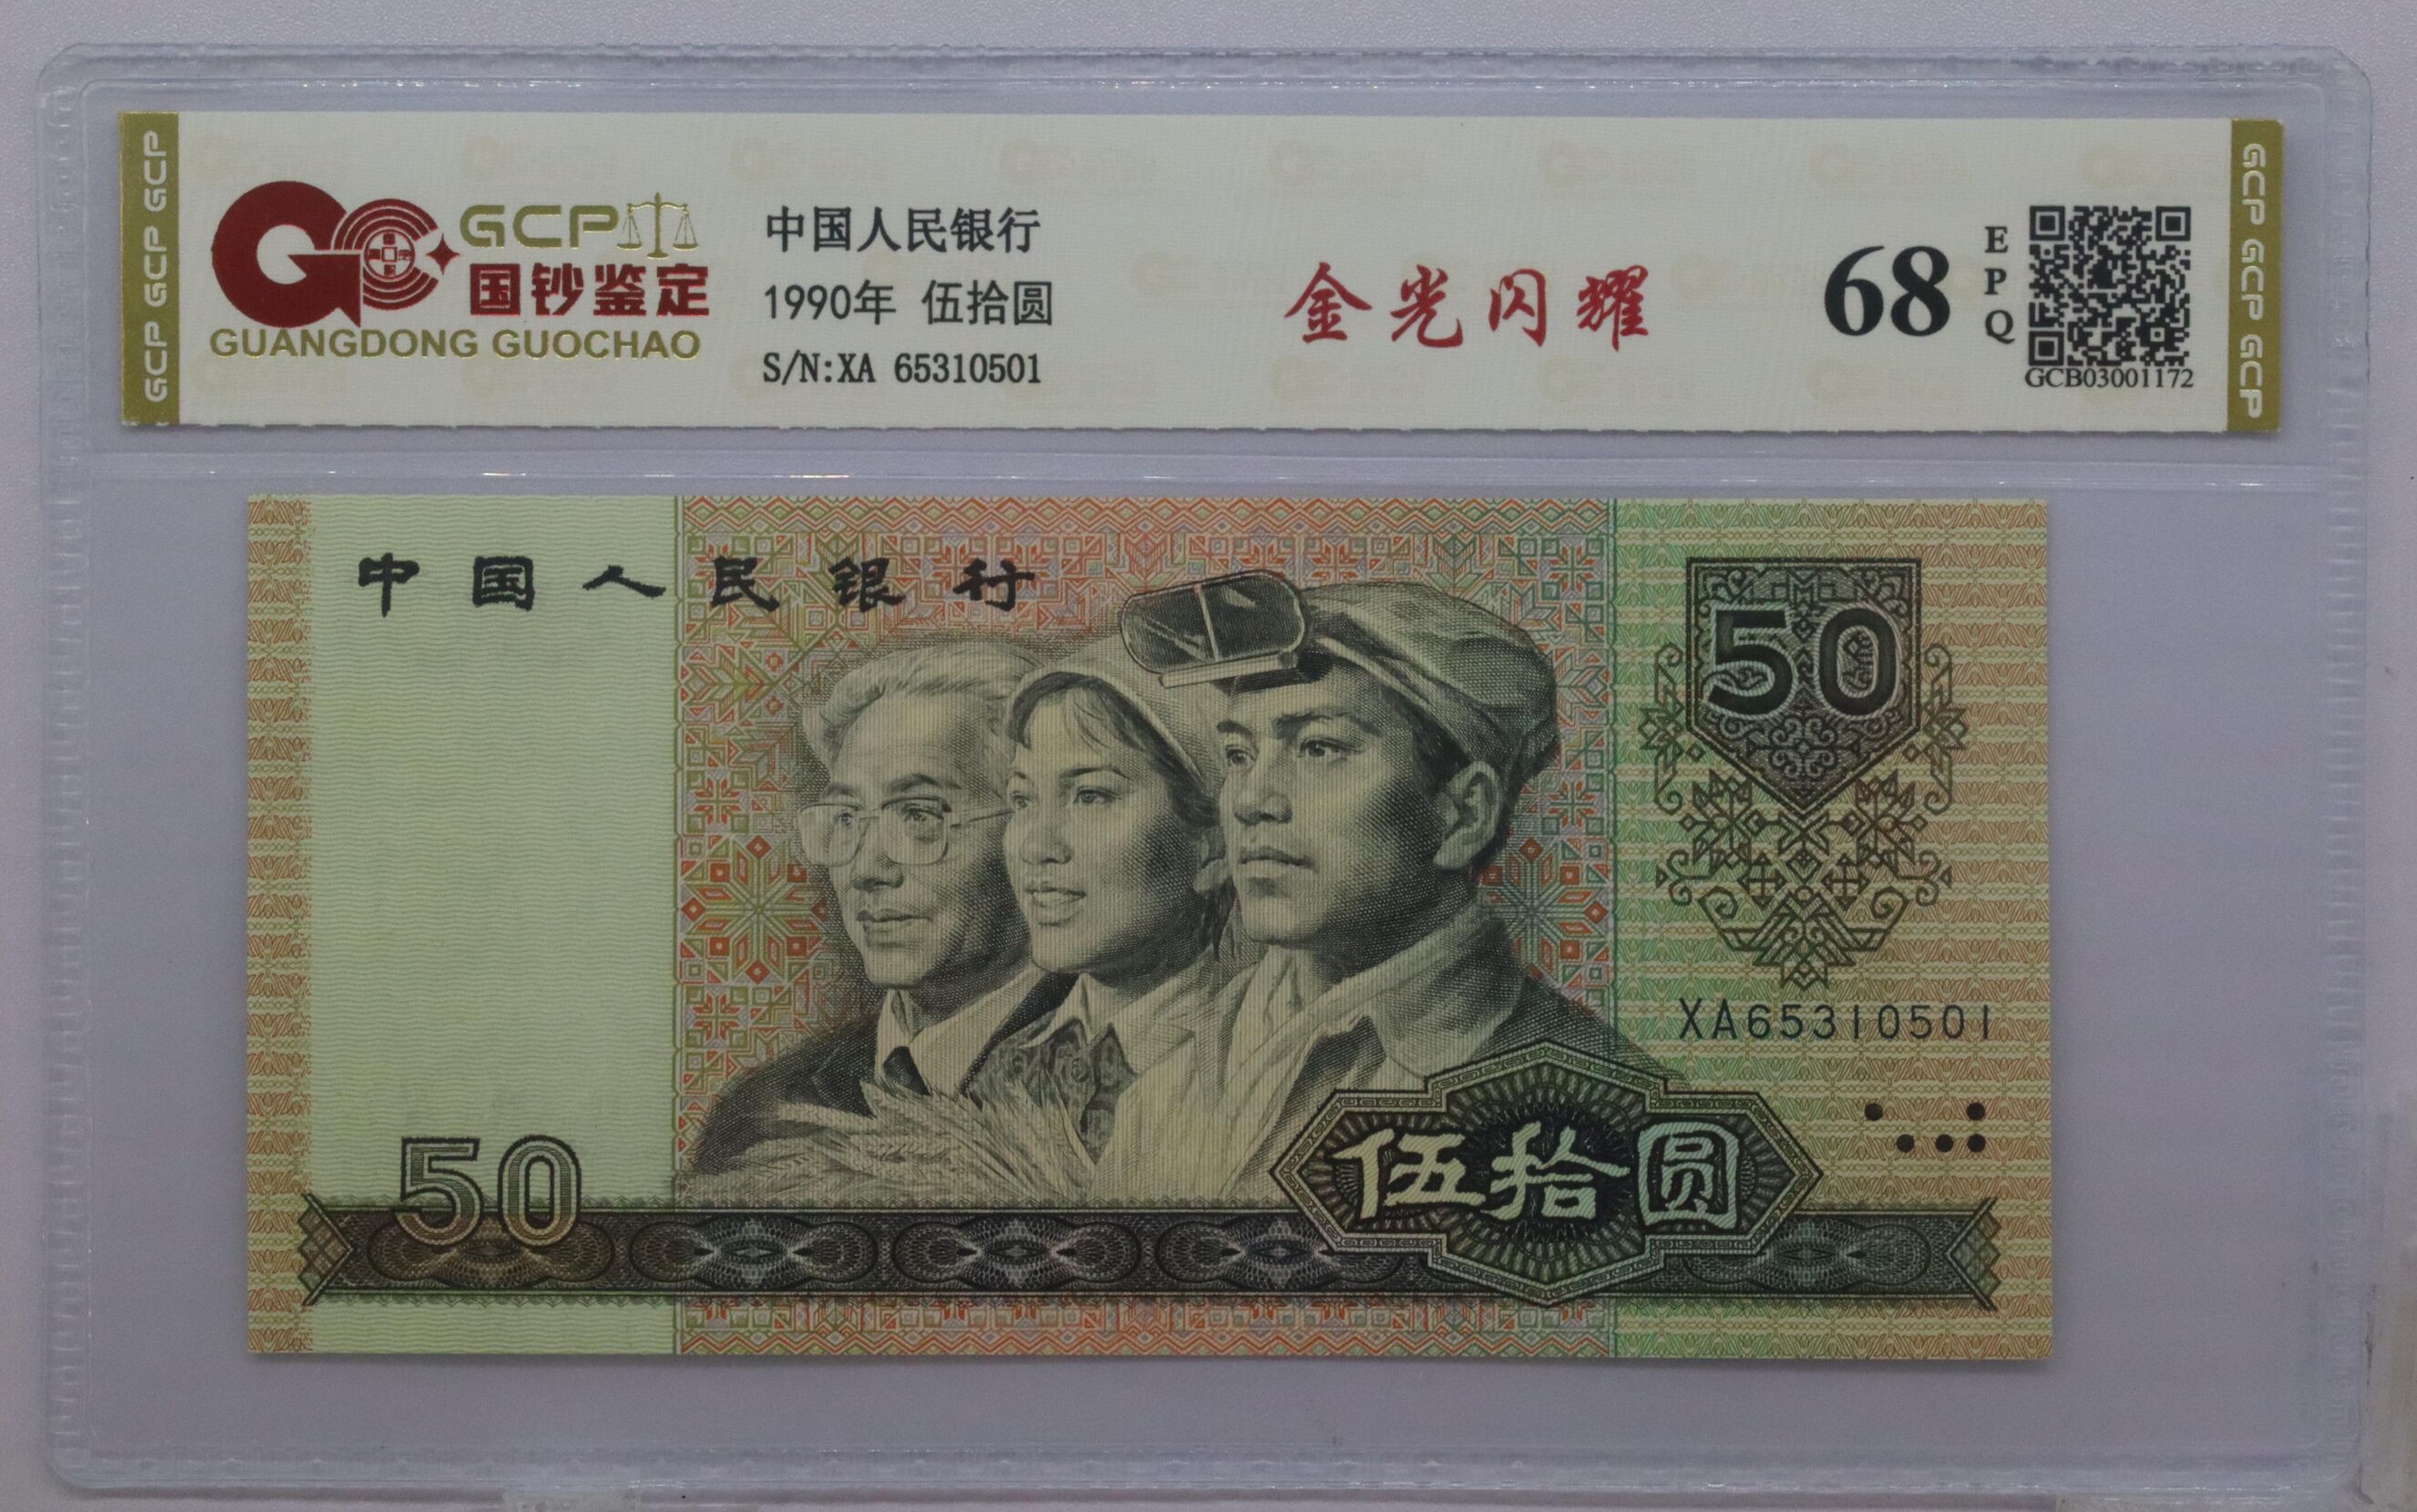 GCP GCP GCP
GCP
国钞鉴定
GUANGDONG GUOCHAO
中国人民银行
1990年 伍拾圆
S/N:XA 65310501
金光闪耀
68
EPQ
GCB03001172
GCP GCP GCP
中国人民银行
50
XA65310501
50
伍拾圆